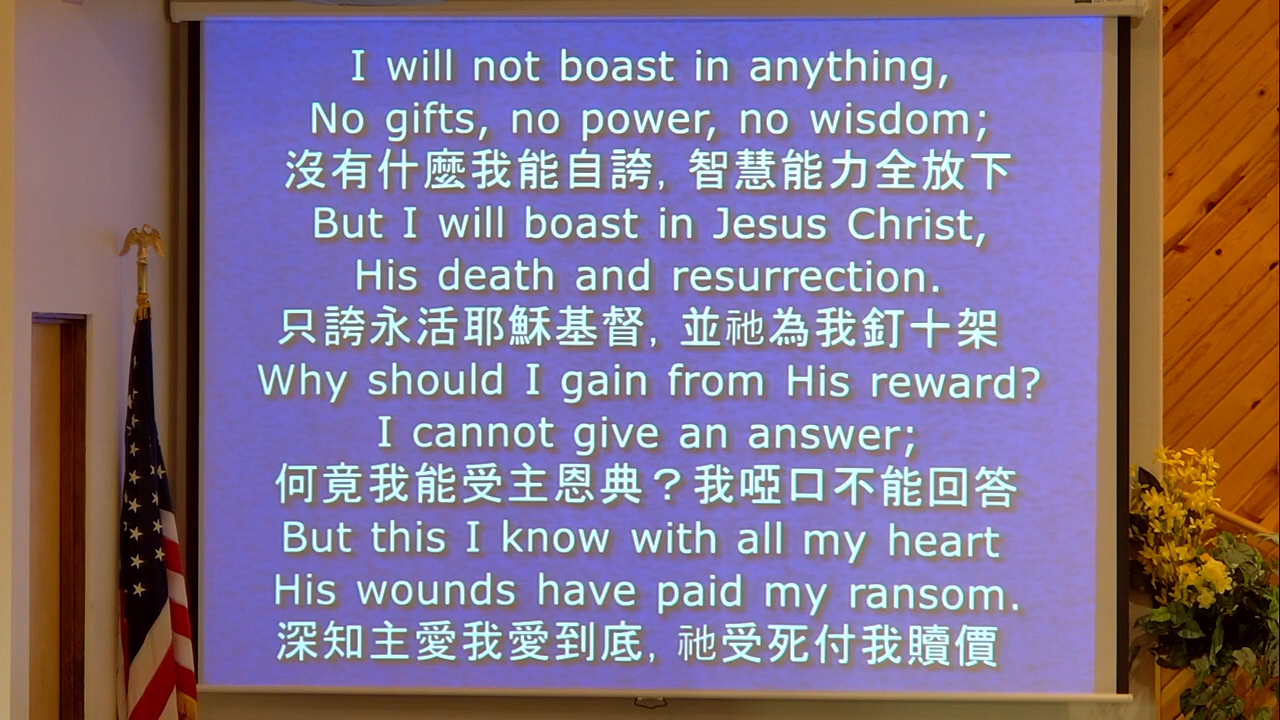 I will not boast in anything,
No gifts, no power, no wisdom;
沒有什麼我能自誇, 智慧能力全放下
But I will boast in Jesus Christ,
His death and resurrection.
只誇永活耶穌基督, 並祂為我釘十架
Why should I gain from His reward?
I cannot give an answer;
何竟我能受主恩典？我啞口不能回答
But this I know with all my heart
His wounds have paid my ransom.
深知主愛我愛到底, 祂受死付我贖價